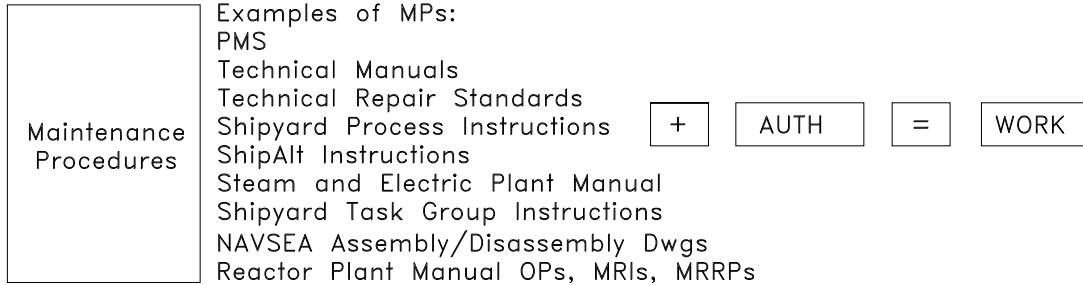 Maintenance
Procedures
Examples of MPs:
PMS
Technical Manuals
Technical Repair Standards
Shipyard Process Instructions
ShipAlt Instructions
Steam and Electric Plant Manual
Shipyard Task Group Instructions
NAVSEA Assembly/Disassembly Dwgs
Reactor Plant Manual OPs, MRIs, MRRPs
+
AUTH
=
WORK